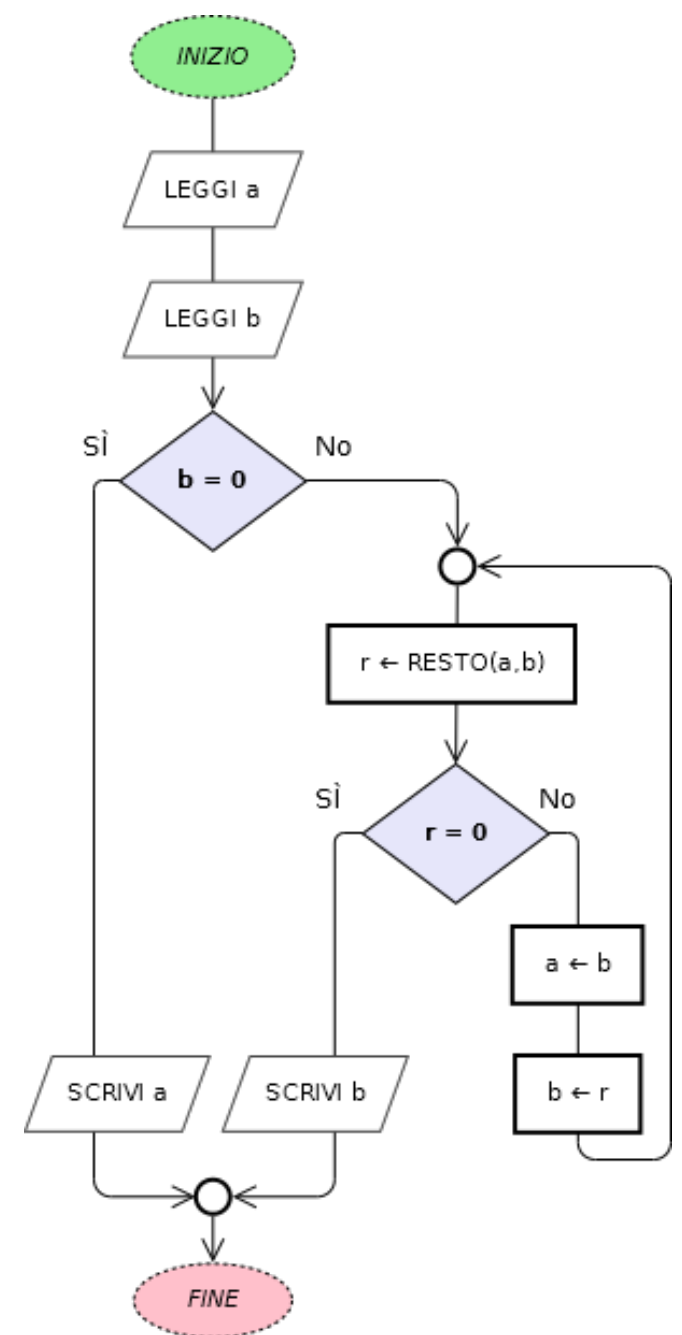 INIZIO
LEGGI a
LEGGI b
SÌ
No
b = 0
r ← RESTO(a,b)
SÌ
No
r = 0
a ← b
SCRIVI a
SCRIVI b
b ← r
FINE